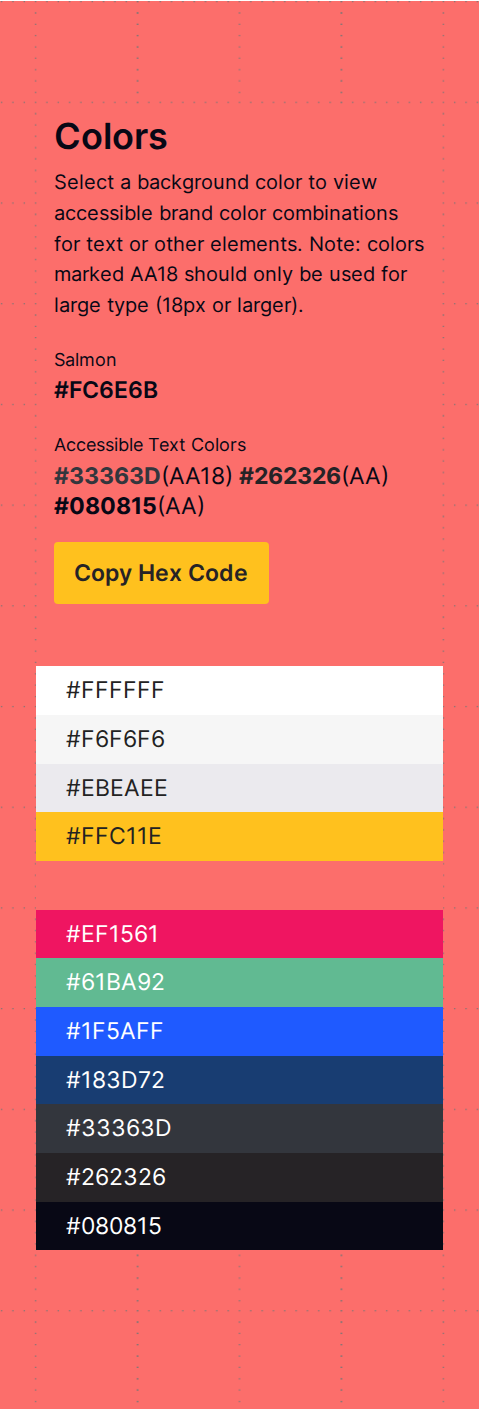 Colors
Select a background color to view
accessible brand color combinations
for text or other elements. Note: colors
marked AA18 should only be used for
large type (18px or larger).
Salmon
#FC6E6B
Accessible Text Colors
#33363D(AA18) #262326(AA)
#080815(AA)
Copy Hex Code
#FFFFFF
#F6F6F6
#EBEAEE
#FFC11E
#EF1561
#61BA92
#1F5AFF
#183D72
#33363D
#262326
#080815